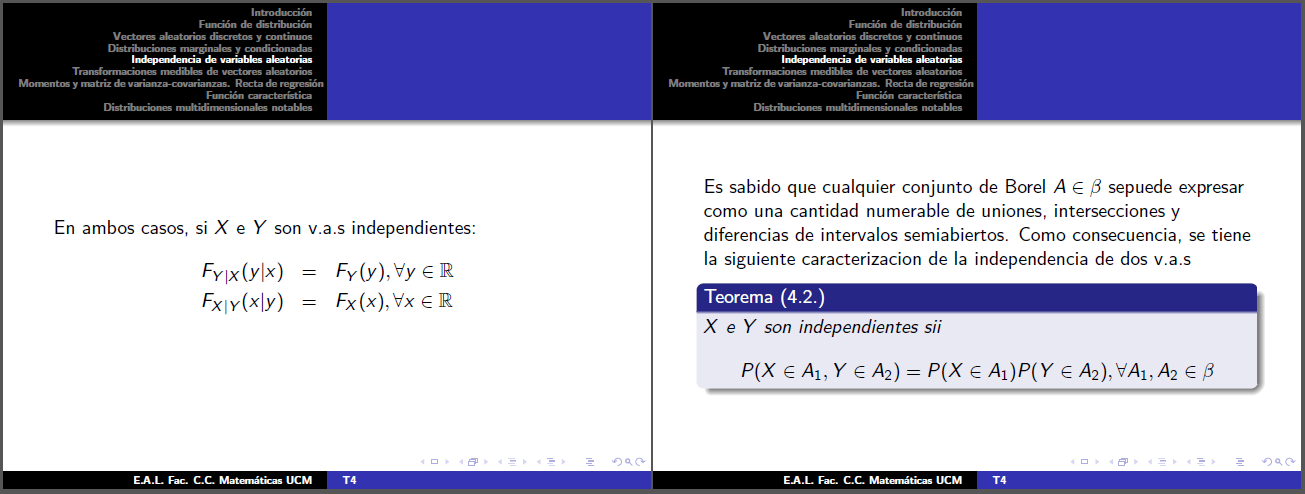 Introducción
Función de distribución
Vectores aleatorios discretos y continuos
Distribuciones marginales y condicionadas
Independencia de variables aleatorias
Transformaciones medibles de vectores aleatorios
Momentos y matriz de varianza-covarianzas. Recta de regresión
Función característica
Distribuciones multidimensionales notables
En ambos casos, si X e Y son v.a.s independientes:
F_{Y|X}(y|x) = F_Y(y), ∀y ∈ ℝ
F_{X|Y}(x|y) = F_X(x), ∀x ∈ ℝ
E.A.L. Fac. C.C. Matemáticas UCM T4
Introducción
Función de distribución
Vectores aleatorios discretos y continuos
Distribuciones marginales y condicionadas
Independencia de variables aleatorias
Transformaciones medibles de vectores aleatorios
Momentos y matriz de varianza-covarianzas. Recta de regresión
Función característica
Distribuciones multidimensionales notables
Es sabido que cualquier conjunto de Borel A ∈ β sepuede expresar
como una cantidad numerable de uniones, intersecciones y
diferencias de intervalos semiabiertos. Como consecuencia, se tiene
la siguiente caracterizacion de la independencia de dos v.a.s
Teorema (4.2.)
X e Y son independientes sii
P(X ∈ A₁, Y ∈ A₂) = P(X ∈ A₁)P(Y ∈ A₂), ∀A₁, A₂ ∈ β
E.A.L. Fac. C.C. Matemáticas UCM T4